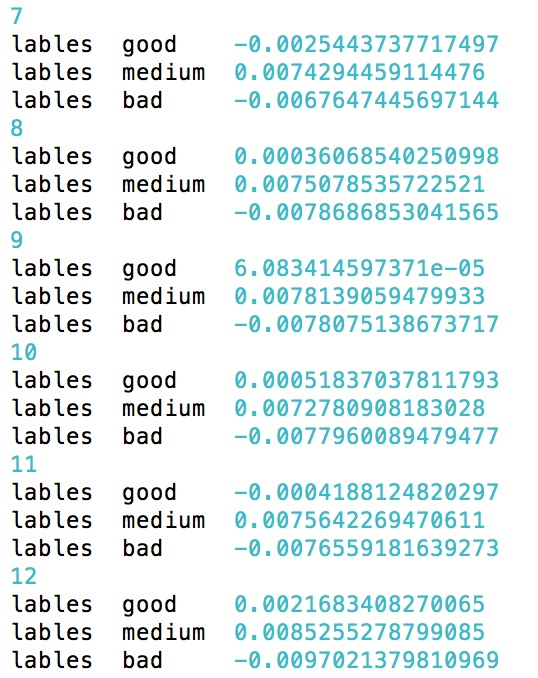 7
lables good -0.0025443737717497
lables medium 0.0074294459114476
lables bad -0.0067647445697144
8
lables good 0.00036068540250998
lables medium 0.0075078535722521
lables bad -0.0078686853041565
9
lables good 6.083414597371e-05
lables medium 0.0078139059479933
lables bad -0.0078075138673717
10
lables good 0.00051837037811793
lables medium 0.0072780908183028
lables bad -0.0077960089479477
11
lables good -0.0004188124820297
lables medium 0.0075642269470611
lables bad -0.0076559181639273
12
lables good 0.0021683408270065
lables medium 0.0085255278799085
lables bad -0.0097021379810969